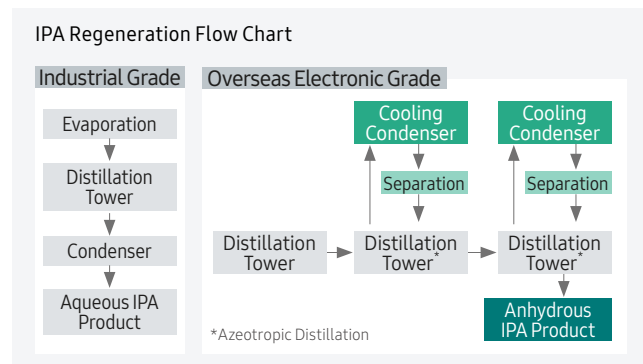 IPA Regeneration Flow Chart
Industrial Grade
Evaporation
Distillation
Tower
Condenser
Aqueous IPA
Product
Overseas Electronic Grade
Cooling
Condenser
Cooling
Condenser
Separation
Separation
Distillation
Tower
Distillation
Tower*
Distillation
Tower*
Anhydrous
IPA Product
*Azeotropic Distillation